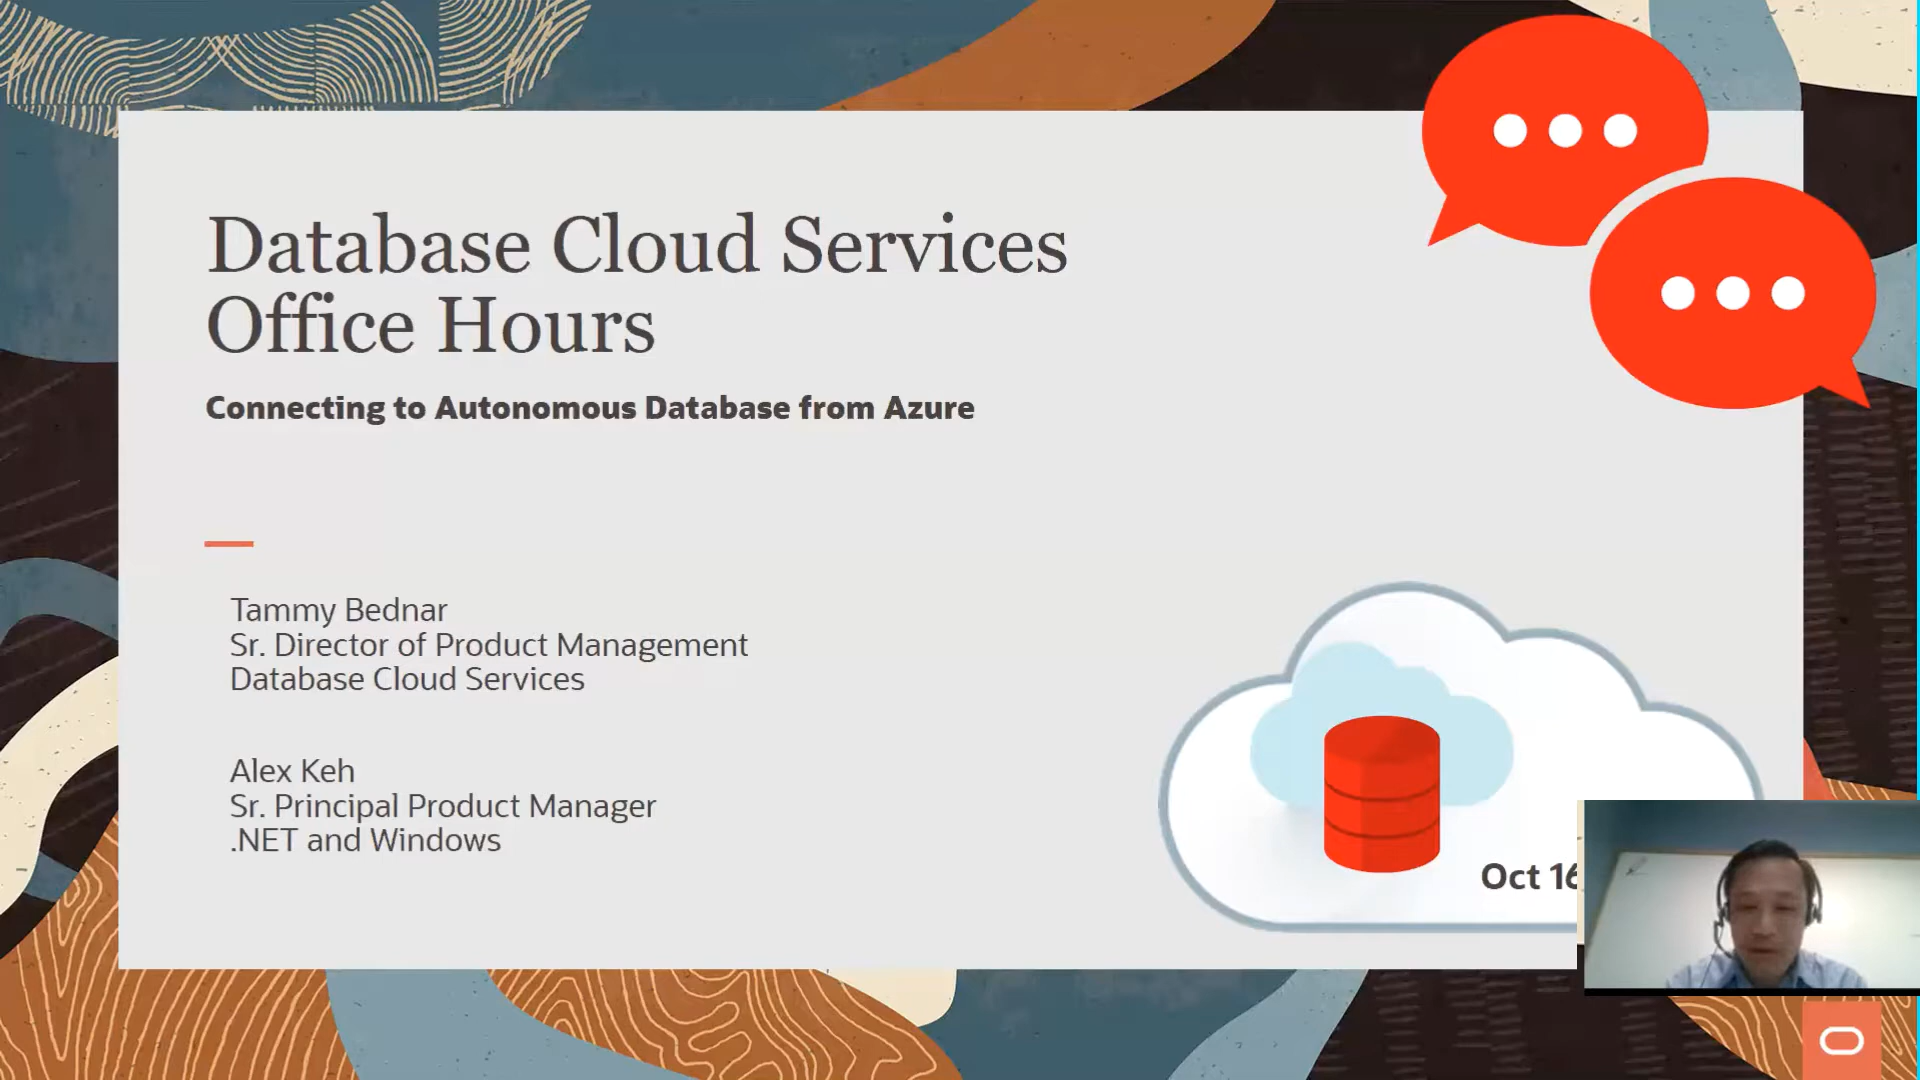 Database Cloud Services
Office Hours
Connecting to Autonomous Database from Azure
Tammy Bednar
Sr. Director of Product Management
Database Cloud Services
Alex Keh
Sr. Principal Product Manager
.NET and Windows
Oct 16